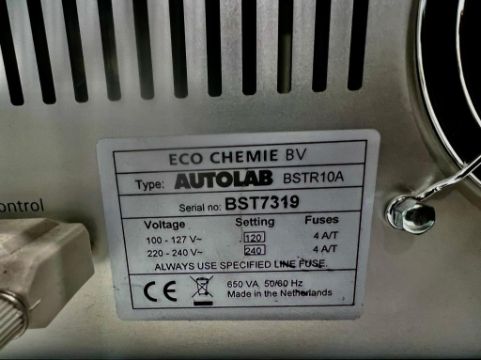 ECO CHEMIE BV
Type: AUTOLAB BSTR10A
Serial no: BST7319
Voltage Setting Fuses
100 - 127 V~ 120 4 A/T
220 - 240 V~ 240 4 A/T
ALWAYS USE SPECIFIED LINE FUSE.
CE 650 VA 50/60 Hz
Made in the Netherlands
ontrol